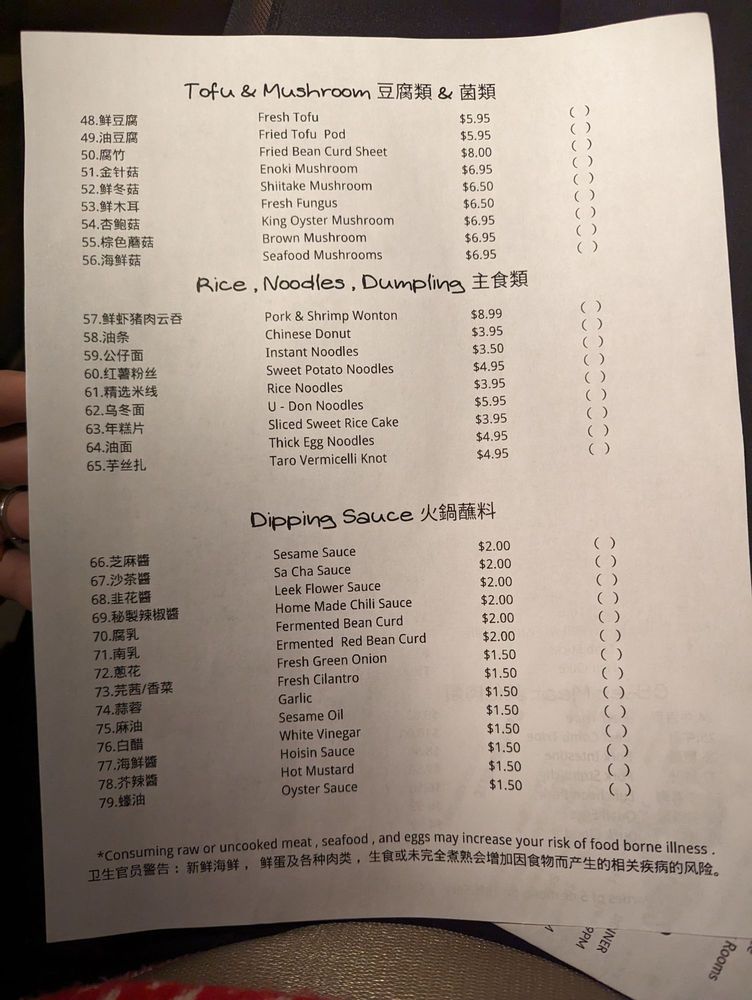 Tofu & Mushroom 豆腐類 & 菌類
48.鲜豆腐 Fresh Tofu $5.95 ( )
49.油豆腐 Fried Tofu Pod $5.95 ( )
50.腐竹 Fried Bean Curd Sheet $8.00 ( )
51.金针菇 Enoki Mushroom $6.95 ( )
52.鲜冬菇 Shiitake Mushroom $6.50 ( )
53.鲜木耳 Fresh Fungus $6.50 ( )
54.杏鲍菇 King Oyster Mushroom $6.95 ( )
55.棕色蘑菇 Brown Mushroom $6.95 ( )
56.海鲜菇 Seafood Mushrooms $6.95 ( )
Rice , Noodles , Dumpling 主食類
57.鲜虾猪肉云吞 Pork & Shrimp Wonton $8.99 ( )
58.油条 Chinese Donut $3.95 ( )
59.公仔面 Instant Noodles $3.50 ( )
60.红薯粉丝 Sweet Potato Noodles $4.95 ( )
61.精选米线 Rice Noodles $3.95 ( )
62.乌冬面 U - Don Noodles $5.95 ( )
63.年糕片 Sliced Sweet Rice Cake $3.95 ( )
64.油面 Thick Egg Noodles $4.95 ( )
65.芋丝扎 Taro Vermicelli Knot $4.95 ( )
Dipping Sauce 火鍋蘸料
66.芝麻醬 Sesame Sauce $2.00 ( )
67.沙茶醬 Sa Cha Sauce $2.00 ( )
68.韭花醬 Leek Flower Sauce $2.00 ( )
69.秘製辣椒醬 Home Made Chili Sauce $2.00 ( )
70.腐乳 Fermented Bean Curd $2.00 ( )
71.南乳 Ermented Red Bean Curd $2.00 ( )
72.蔥花 Fresh Green Onion $1.50 ( )
73.芫茜/香菜 Fresh Cilantro $1.50 ( )
74.蒜蓉 Garlic $1.50 ( )
75.麻油 Sesame Oil $1.50 ( )
76.白醋 White Vinegar $1.50 ( )
77.海鮮醬 Hoisin Sauce $1.50 ( )
78.芥辣醬 Hot Mustard $1.50 ( )
79.蠔油 Oyster Sauce $1.50 ( )
*Consuming raw or uncooked meat , seafood , and eggs may increase your risk of food borne illness .
卫生官员警告： 新鲜海鲜 ， 鲜蛋及各种肉类 ，生食或未完全煮熟会增加因食物而产生的相关疾病的风险。
NNER
9PM
Rooms